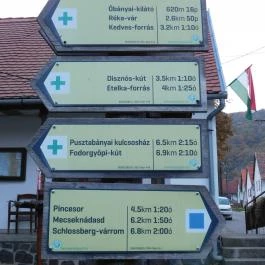 Óbányai-kilátó 620m 16p
Réka-vár 2.6km 50p
Kedves-forrás 3.2km 1:10ó
Disznós-kút 3.5km 1:10ó
Etelka-forrás 4km 1:25ó
Pusztabányai kulcsosház 6.5km 2:15ó
Fodorgyöpi-kút 6.9km 2:10ó
Pincesor 4.5km 1:20ó
Mecseknádasd 6.2km 1:50ó
Schlossberg-várrom 6.8km 2:00ó